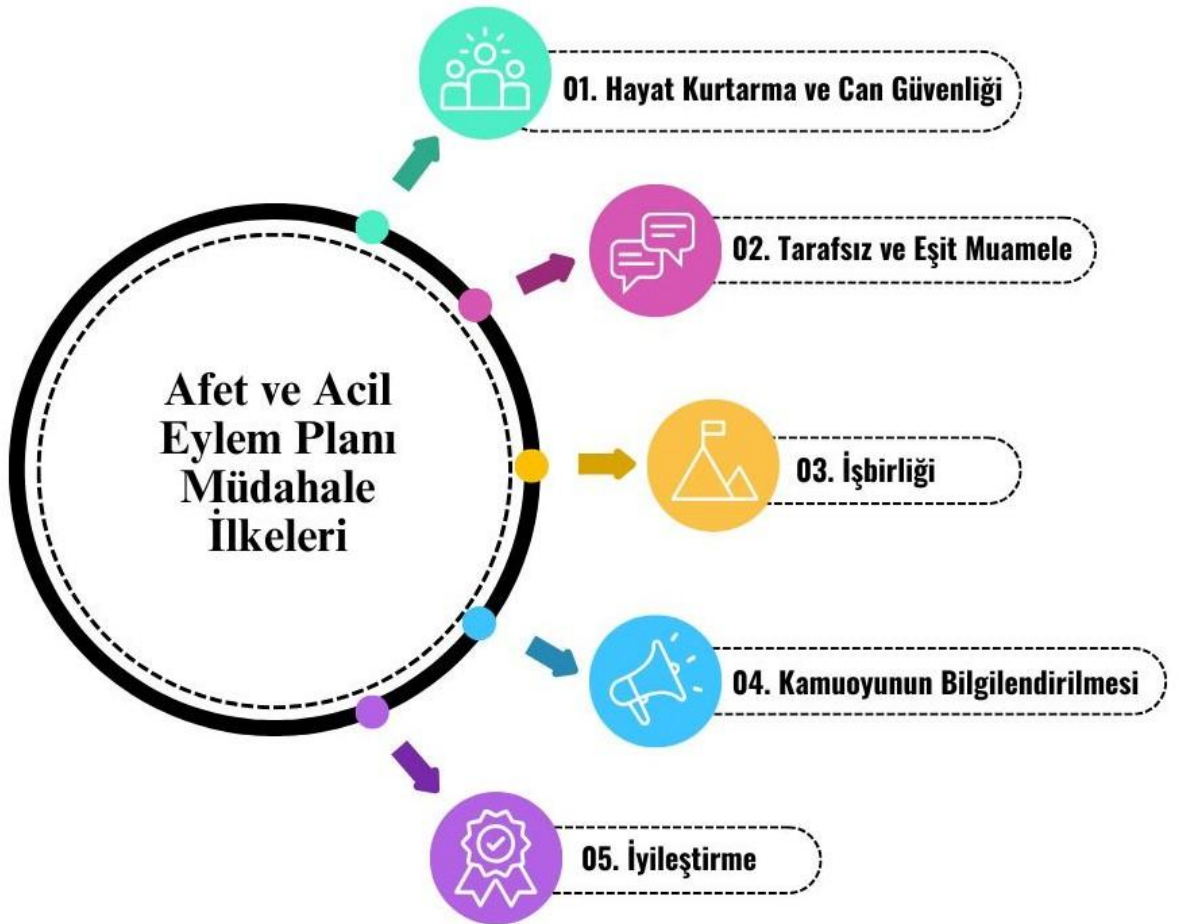 01. Hayat Kurtarma ve Can Güvenliği
02. Tarafsız ve Eşit Muamele
Afet ve Acil
Eylem Planı
Müdahale
İlkeleri
03. İşbirliği
04. Kamuoyunun Bilgilendirilmesi
05. İyileştirme